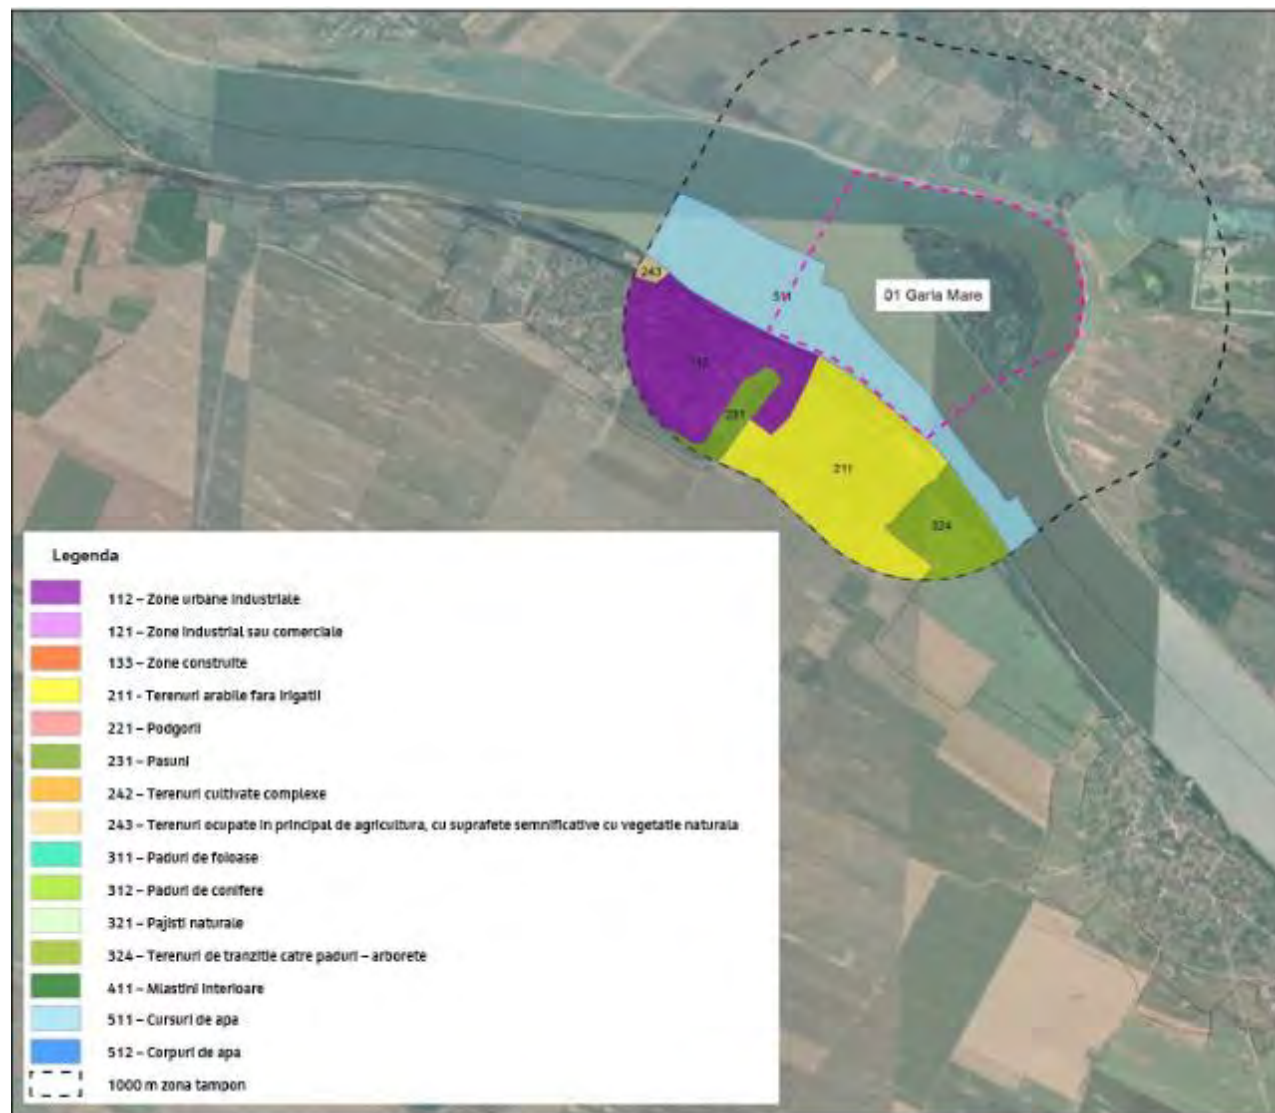 243
511
01 Garla Mare
112
231
211
324
Legenda
112 – Zone urbane industriale
121 – Zone industrial sau comerciale
133 – Zone construite
211 - Terenuri arabile fara irigatii
221 – Podgorii
231 – Pasuni
242 – Terenuri cultivate complexe
243 – Terenuri ocupate in principal de agricultura, cu suprafete semnificative cu vegetatie naturala
311 – Paduri de foioase
312 – Paduri de conifere
321 – Pajisti naturale
324 – Terenuri de tranzitie catre paduri – arborete
411 – Mlastini interioare
511 – Cursuri de apa
512 – Corpuri de apa
1000 m zona tampon